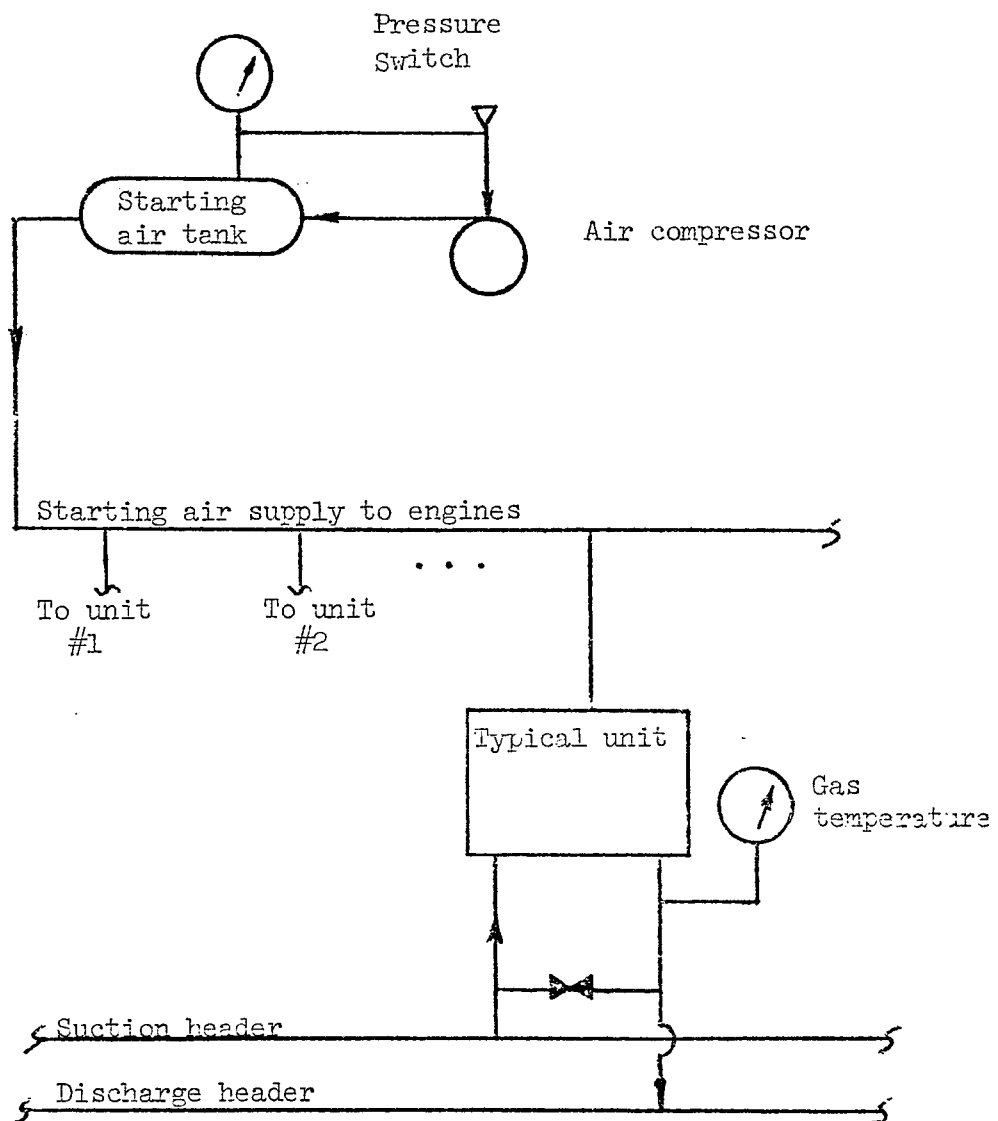 Pressure
Switch
Starting
air tank
Air compressor
Starting air supply to engines
. . .
To unit
#1
To unit
#2
Typical unit
Gas
temperature
Suction header
Discharge header